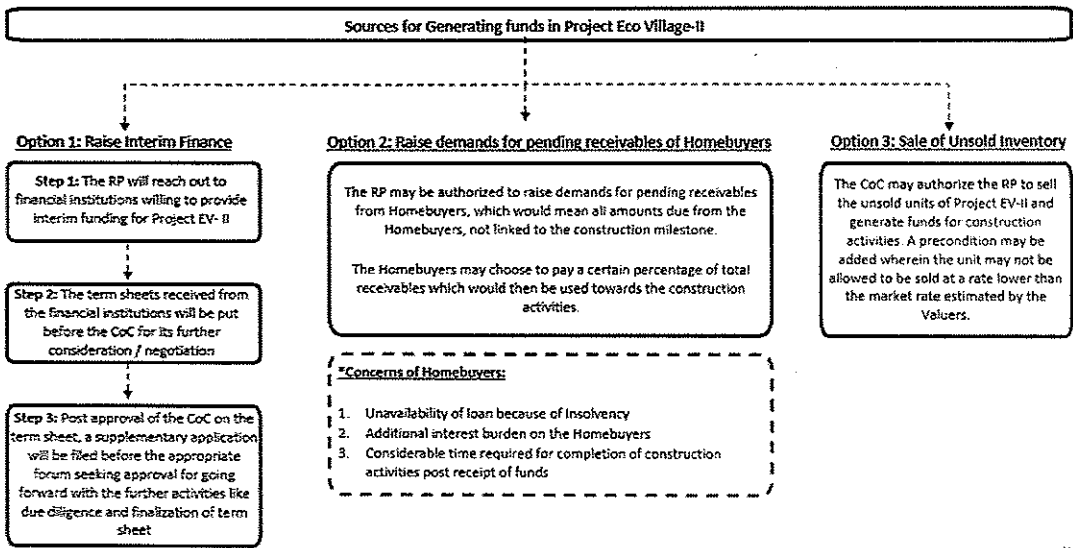 Sources for Generating funds in Project Eco Village-II
Option 1: Raise Interim Finance
Step 1: The RP will reach out to
financial institutions willing to provide
interim funding for Project EV- II
Step 2: The term sheets received from
the financial institutions will be put
before the CoC for its further
consideration / negotiation
Step 3: Post approval of the CoC on the
term sheet, a supplementary application
will be filed before the appropriate
forum seeking approval for going
forward with the further activities like
due diligence and finalization of term
sheet
Option 2: Raise demands for pending receivables of Homebuyers
The RP may be authorized to raise demands for pending receivables
from Homebuyers, which would mean all amounts due from the
Homebuyers, not linked to the construction milestone.
The Homebuyers may choose to pay a certain percentage of total
receivables which would then be used towards the construction
activities.
*Concerns of Homebuyers:
1. Unavailability of loan because of Insolvency
2. Additional interest burden on the Homebuyers
3. Considerable time required for completion of construction
activities post receipt of funds
Option 3: Sale of Unsold Inventory
The CoC may authorize the RP to sell
the unsold units of Project EV-II and
generate funds for construction
activities. A precondition may be
added wherein the unit may not be
allowed to be sold at a rate lower than
the market rate estimated by the
Valuers.